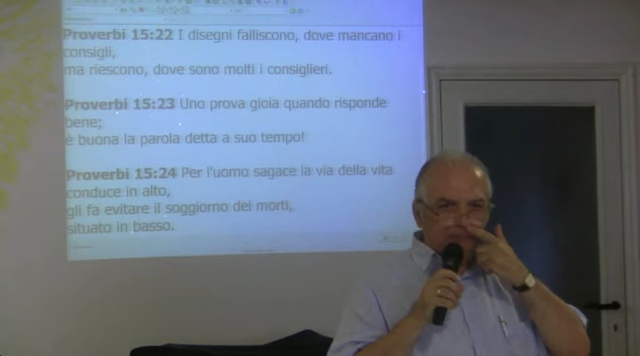 Proverbi 15:22 I disegni falliscono, dove mancano i
consigli,
ma riescono, dove sono molti i consiglieri.
Proverbi 15:23 Uno prova gioia quando risponde
bene;
è buona la parola detta a suo tempo!
Proverbi 15:24 Per l'uomo sagace la via della vita
conduce in alto,
gli fa evitare il soggiorno dei morti,
situato in basso.